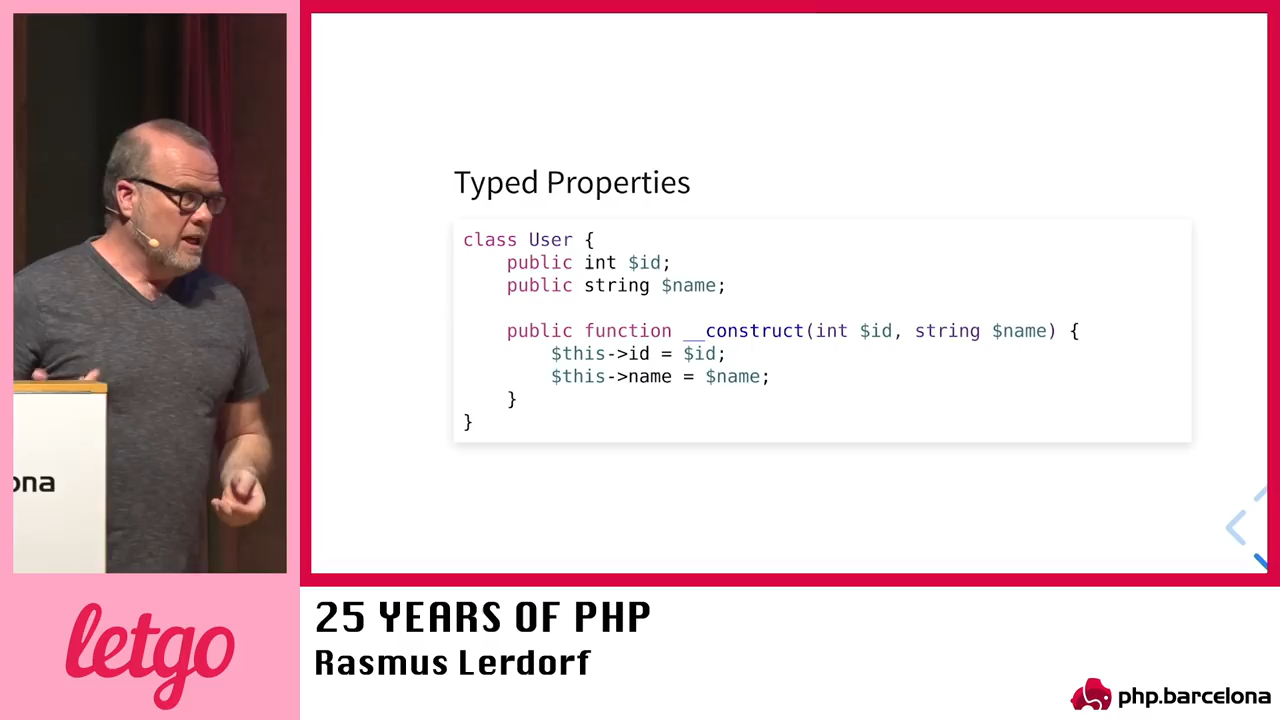 Typed Properties
class User {
    public int $id;
    public string $name;

    public function __construct(int $id, string $name) {
        $this->id = $id;
        $this->name = $name;
    }
}
ona
letgo
25 YEARS OF PHP
Rasmus Lerdorf
php.barcelona